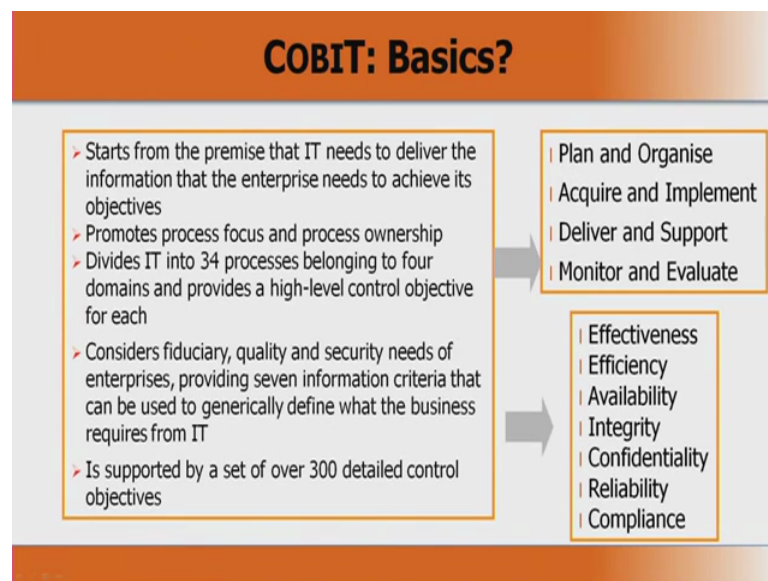 COBIT: Basics?
Starts from the premise that IT needs to deliver the
information that the enterprise needs to achieve its
objectives
Promotes process focus and process ownership
Divides IT into 34 processes belonging to four
domains and provides a high-level control objective
for each
Considers fiduciary, quality and security needs of
enterprises, providing seven information criteria that
can be used to generically define what the business
requires from IT
Is supported by a set of over 300 detailed control
objectives
Plan and Organise
Acquire and Implement
Deliver and Support
Monitor and Evaluate
Effectiveness
Efficiency
Availability
Integrity
Confidentiality
Reliability
Compliance